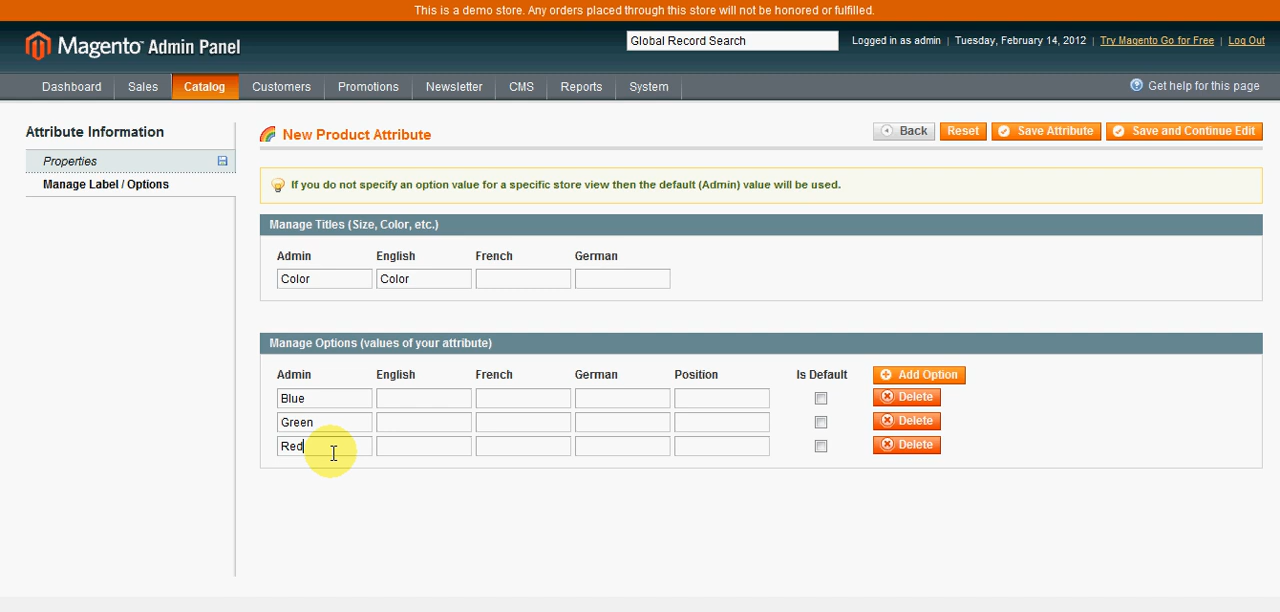 This is a demo store. Any orders placed through this store will not be honored or fulfilled.
Magento™ Admin Panel
Global Record Search
Logged in as admin | Tuesday, February 14, 2012 | Try Magento Go for Free | Log Out
Dashboard Sales Catalog Customers Promotions Newsletter CMS Reports System
Get help for this page
Attribute Information
Properties
Manage Label / Options
New Product Attribute
Back Reset Save Attribute Save and Continue Edit
If you do not specify an option value for a specific store view then the default (Admin) value will be used.
Manage Titles (Size, Color, etc.)
Admin English French German
Color Color
Manage Options (values of your attribute)
Admin English French German Position Is Default Add Option
Blue Delete
Green Delete
Red Delete